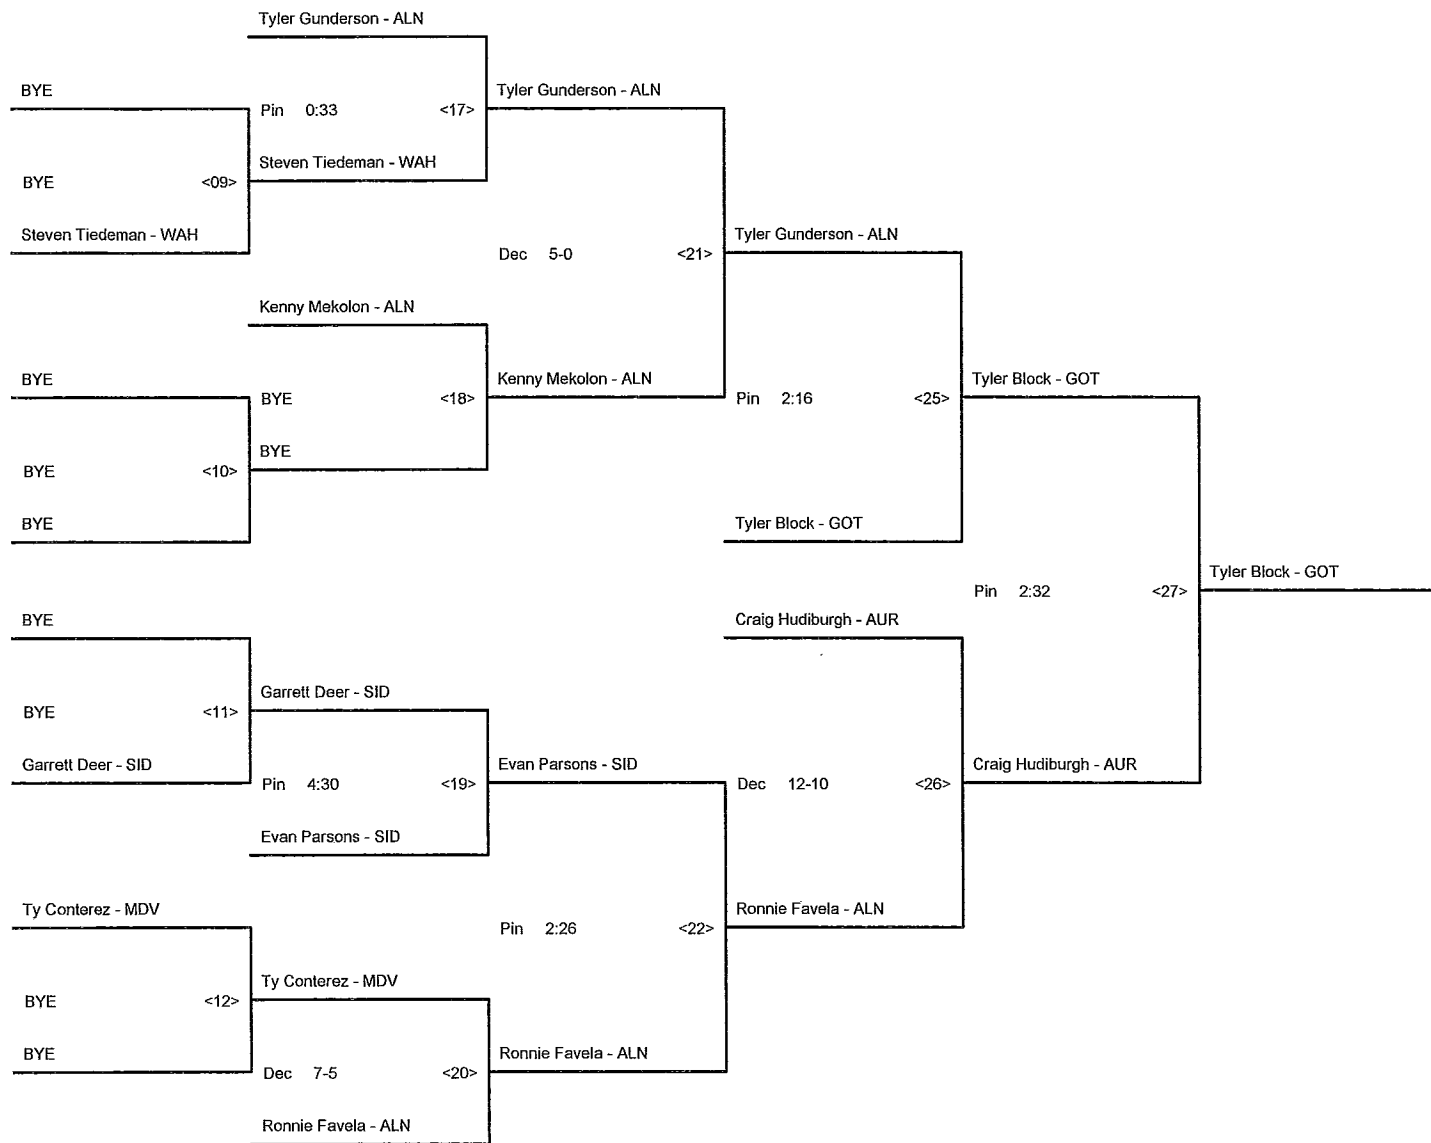 Tyler Gunderson - ALN
BYE
Pin 0:33 <17>
Tyler Gunderson - ALN
Steven Tiedeman - WAH
BYE <09>
Steven Tiedeman - WAH
Dec 5-0 <21>
Tyler Gunderson - ALN
Kenny Mekolon - ALN
BYE
BYE <18>
Kenny Mekolon - ALN
Pin 2:16 <25>
Tyler Block - GOT
BYE
BYE <10>
BYE
Tyler Block - GOT
Pin 2:32 <27>
Tyler Block - GOT
BYE
Craig Hudiburgh - AUR
Garrett Deer - SID
BYE <11>
Garrett Deer - SID
Pin 4:30 <19>
Evan Parsons - SID
Dec 12-10 <26>
Craig Hudiburgh - AUR
Evan Parsons - SID
Ty Conterez - MDV
Pin 2:26 <22>
Ronnie Favela - ALN
Ty Conterez - MDV
BYE <12>
BYE
Dec 7-5 <20>
Ronnie Favela - ALN
Ronnie Favela - ALN